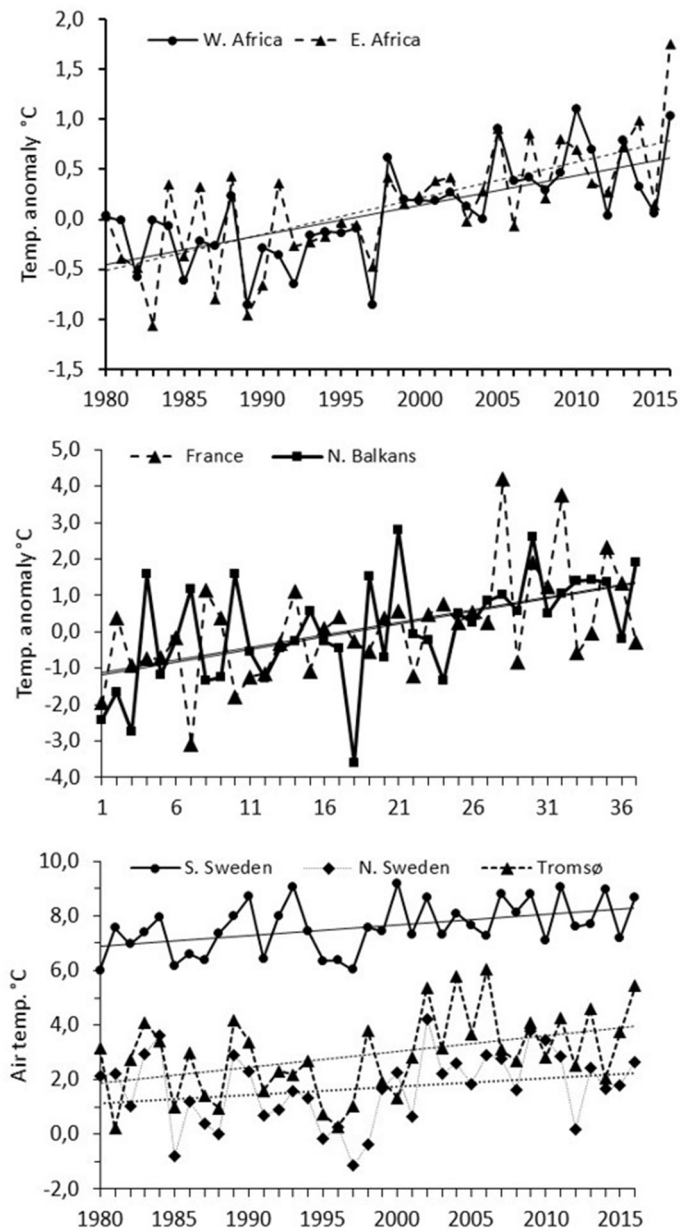 2,0
W. Africa E. Africa
1,5
1,0
0,5
0,0
-0,5
-1,0
-1,5
Temp. anomaly °C
1980 1985 1990 1995 2000 2005 2010 2015
5,0
France N. Balkans
4,0
3,0
2,0
1,0
0,0
-1,0
-2,0
-3,0
-4,0
Temp. anomaly °C
1 6 11 16 21 26 31 36
10,0
S. Sweden N. Sweden Tromsø
8,0
6,0
4,0
2,0
0,0
-2,0
Air temp. °C
1980 1985 1990 1995 2000 2005 2010 2015